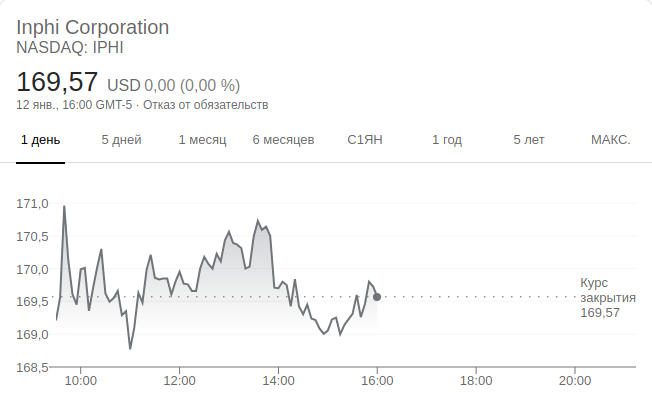 Inphi Corporation
NASDAQ: IPHI
169,57 USD 0,00 (0,00 %)
12 янв., 16:00 GMT-5 · Отказ от обязательств
1 день 5 дней 1 месяц 6 месяцев С1ЯН 1 год 5 лет МАКС.
171,0
170,5
170,0
169,5
169,0
168,5
Курс
закрытия
169,57
10:00 12:00 14:00 16:00 18:00 20:00